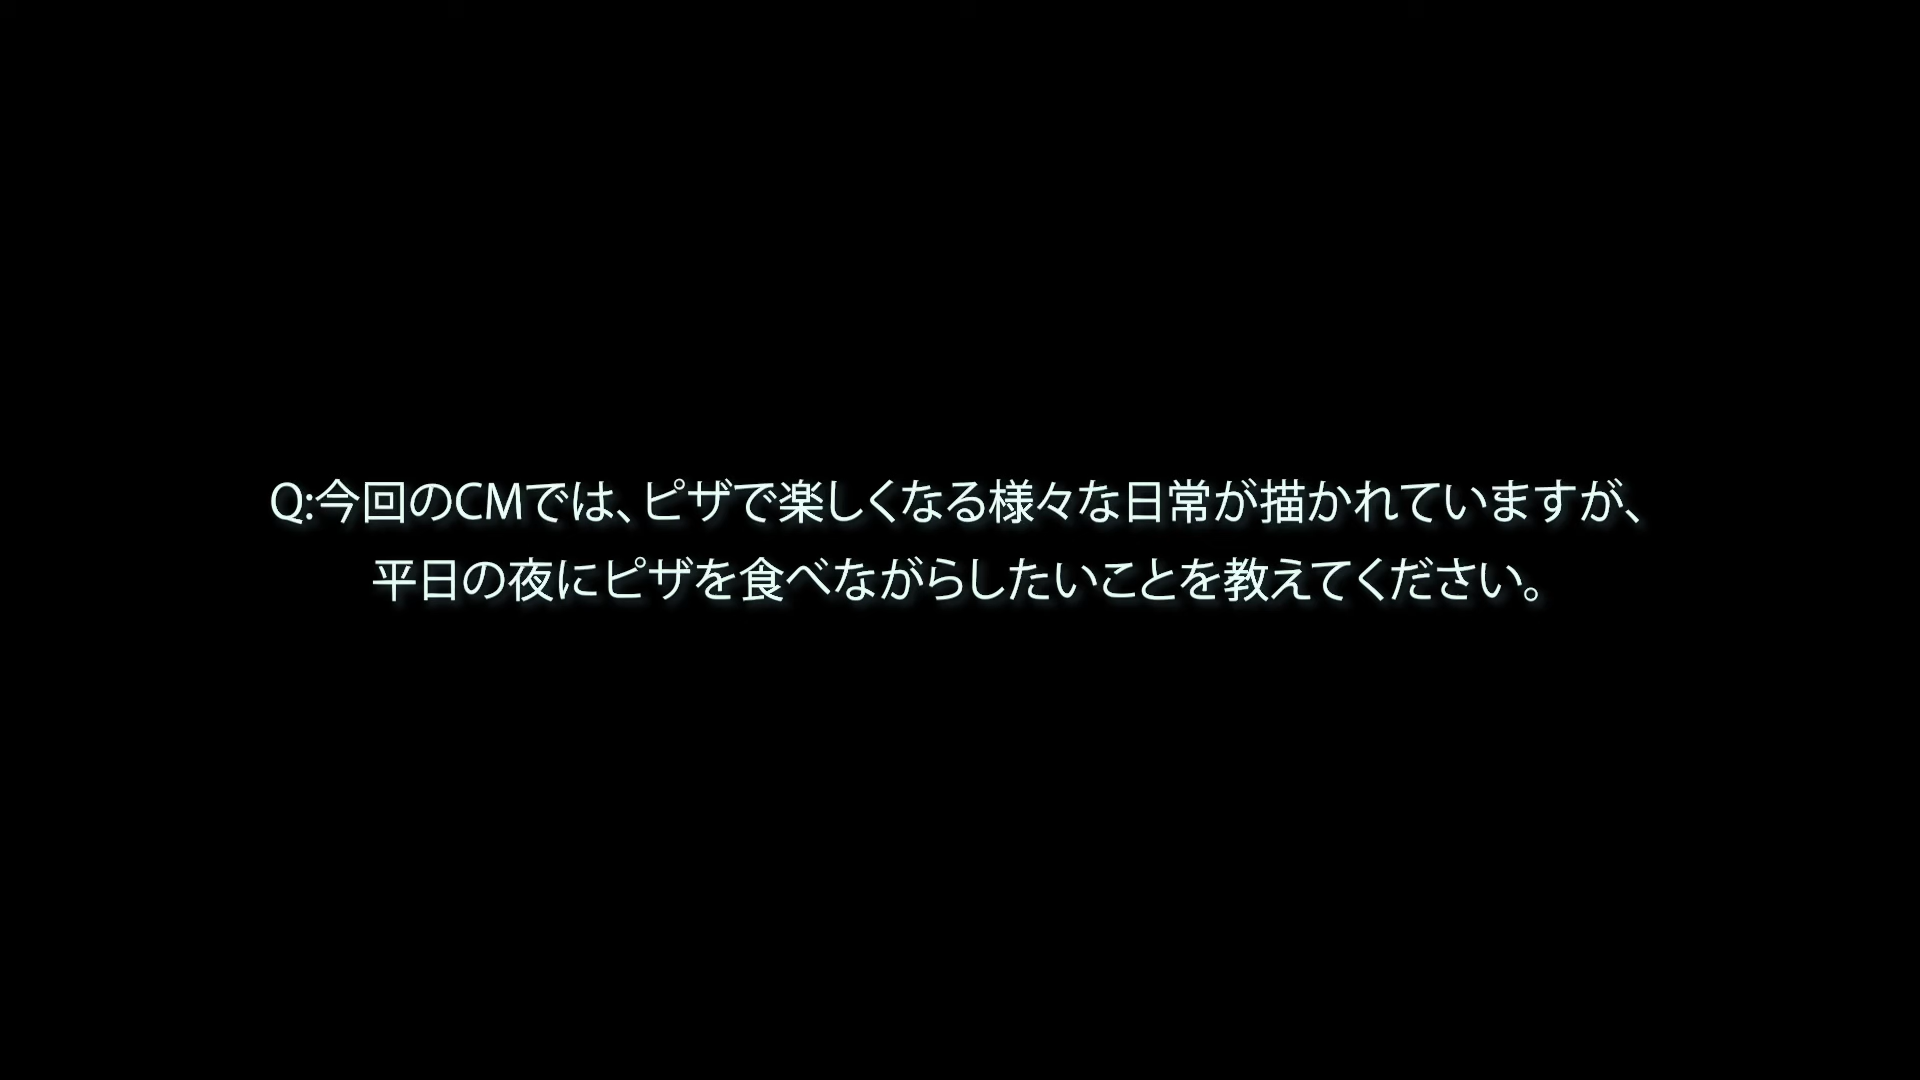 Q:今回のCMでは、ピザで楽しくなる様々な日常が描かれていますが、
平日の夜にピザを食べながらしたいことを教えてください。